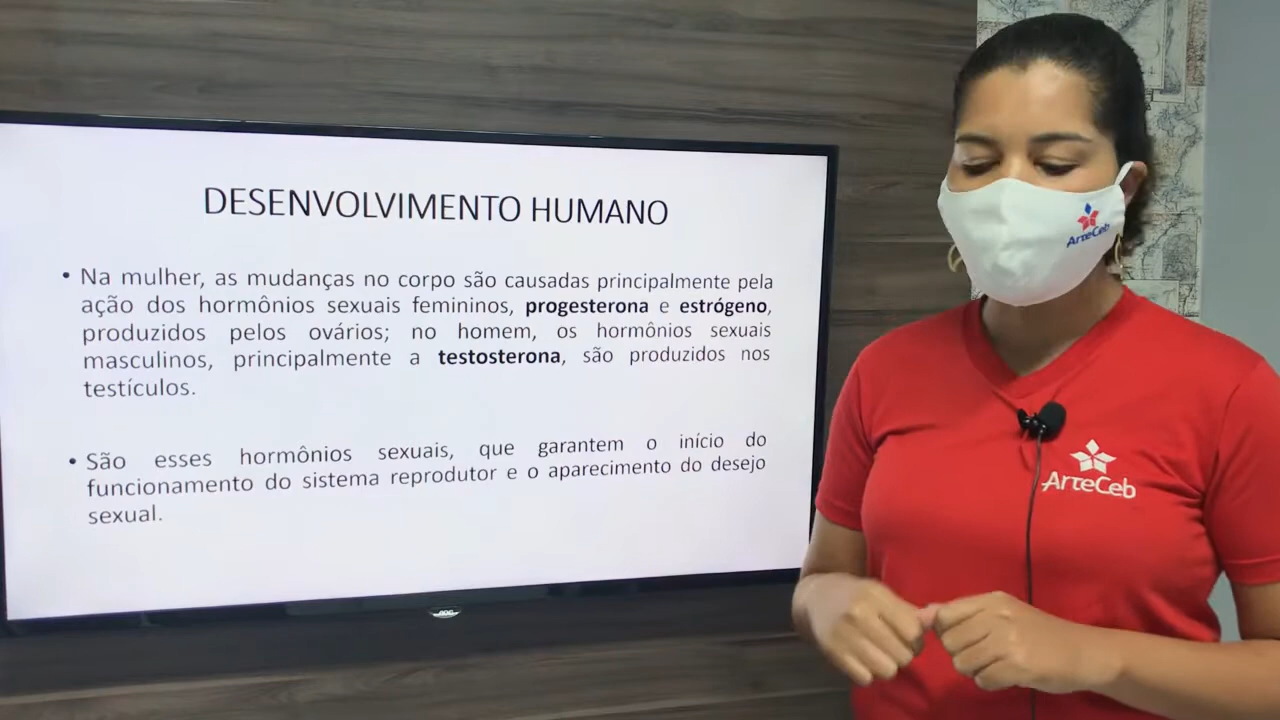 DESENVOLVIMENTO HUMANO
• Na mulher, as mudanças no corpo são causadas principalmente pela
ação dos hormônios sexuais femininos, progesterona e estrógeno,
produzidos pelos ovários; no homem, os hormônios sexuais
masculinos, principalmente a testosterona, são produzidos nos
testículos.
• São esses hormônios sexuais, que garantem o início do
funcionamento do sistema reprodutor e o aparecimento do desejo
sexual.
AOC
ArteCeb
ArteCeb